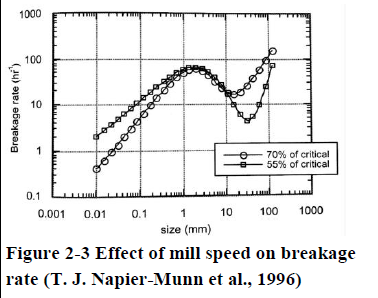 1000
100
10
1
0.1
Breakage rate (hr⁻¹)
70% of critical
55% of critical
0.001 0.01 0.1 1 10 100 1000
size (mm)
Figure 2-3 Effect of mill speed on breakage
rate (T. J. Napier-Munn et al., 1996)